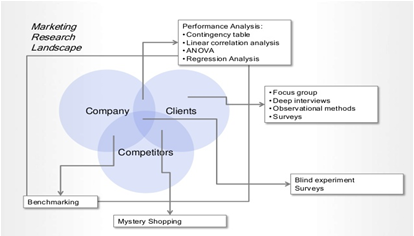 Marketing
Research
Landscape
Performance Analysis:
• Contingency table
• Linear correlation analysis
• ANOVA
• Regression Analysis
Company
Clients
Competitors
• Focus group
• Deep interviews
• Observational methods
• Surveys
Blind experiment
Surveys
Benchmarking
Mystery Shopping